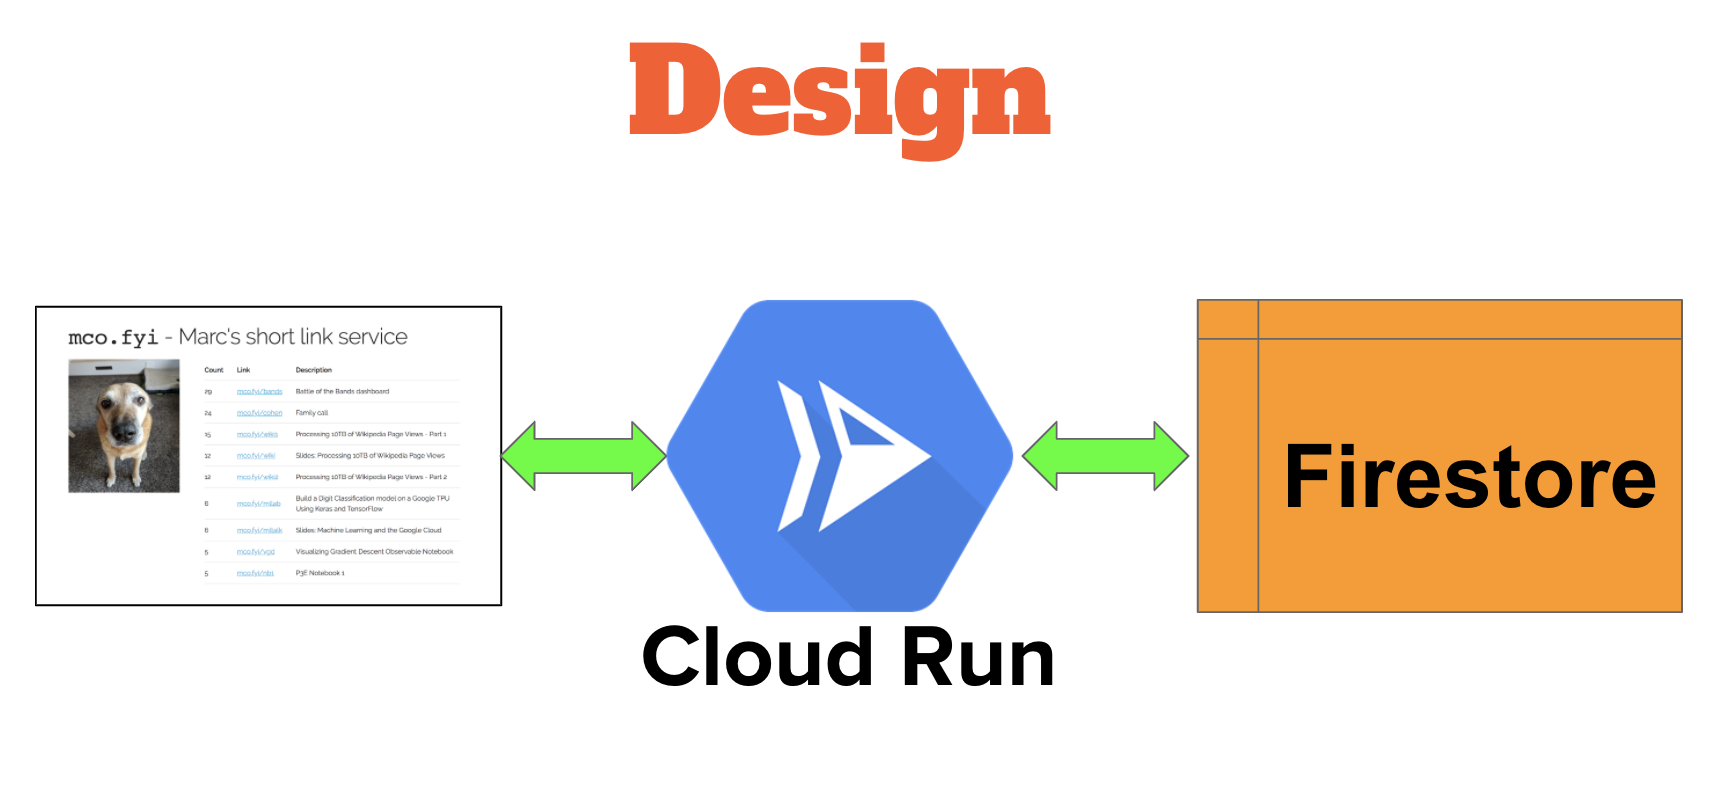 Design
mco.fyi - Marc's short link service
Count Link Description
29 mco.fyi/bands Battle of the Bands dashboard
24 mco.fyi/cohen Family call
15 mco.fyi/wiki1 Processing 10TB of Wikipedia Page Views - Part 1
12 mco.fyi/wiki Slides: Processing 10TB of Wikipedia Page Views
12 mco.fyi/wiki2 Processing 10TB of Wikipedia Page Views - Part 2
6 mco.fyi/mllab Build a Digit Classification model on a Google TPU
Using Keras and TensorFlow
6 mco.fyi/mltalk Slides: Machine Learning and the Google Cloud
5 mco.fyi/vgd Visualizing Gradient Descent Observable Notebook
5 mco.fyi/nb1 P3E Notebook 1
Firestore
Cloud Run